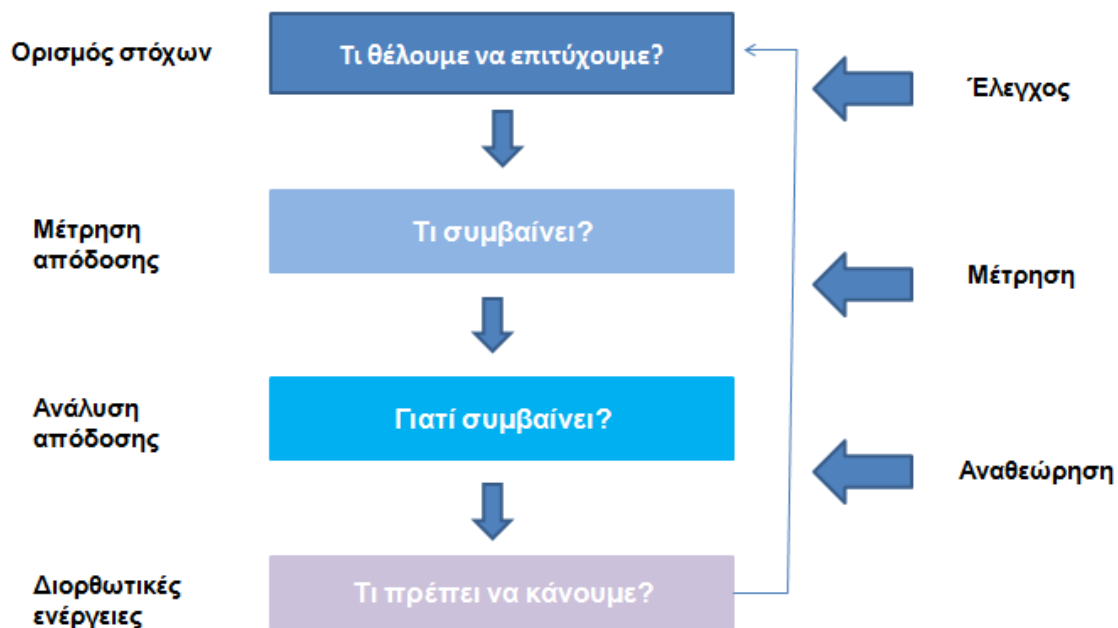 Ορισμός στόχων
Τι θέλουμε να επιτύχουμε?
Έλεγχος
Μέτρηση
απόδοσης
Τι συμβαίνει?
Μέτρηση
Ανάλυση
απόδοσης
Γιατί συμβαίνει?
Αναθεώρηση
Διορθωτικές
ενέργειες
Τι πρέπει να κάνουμε?